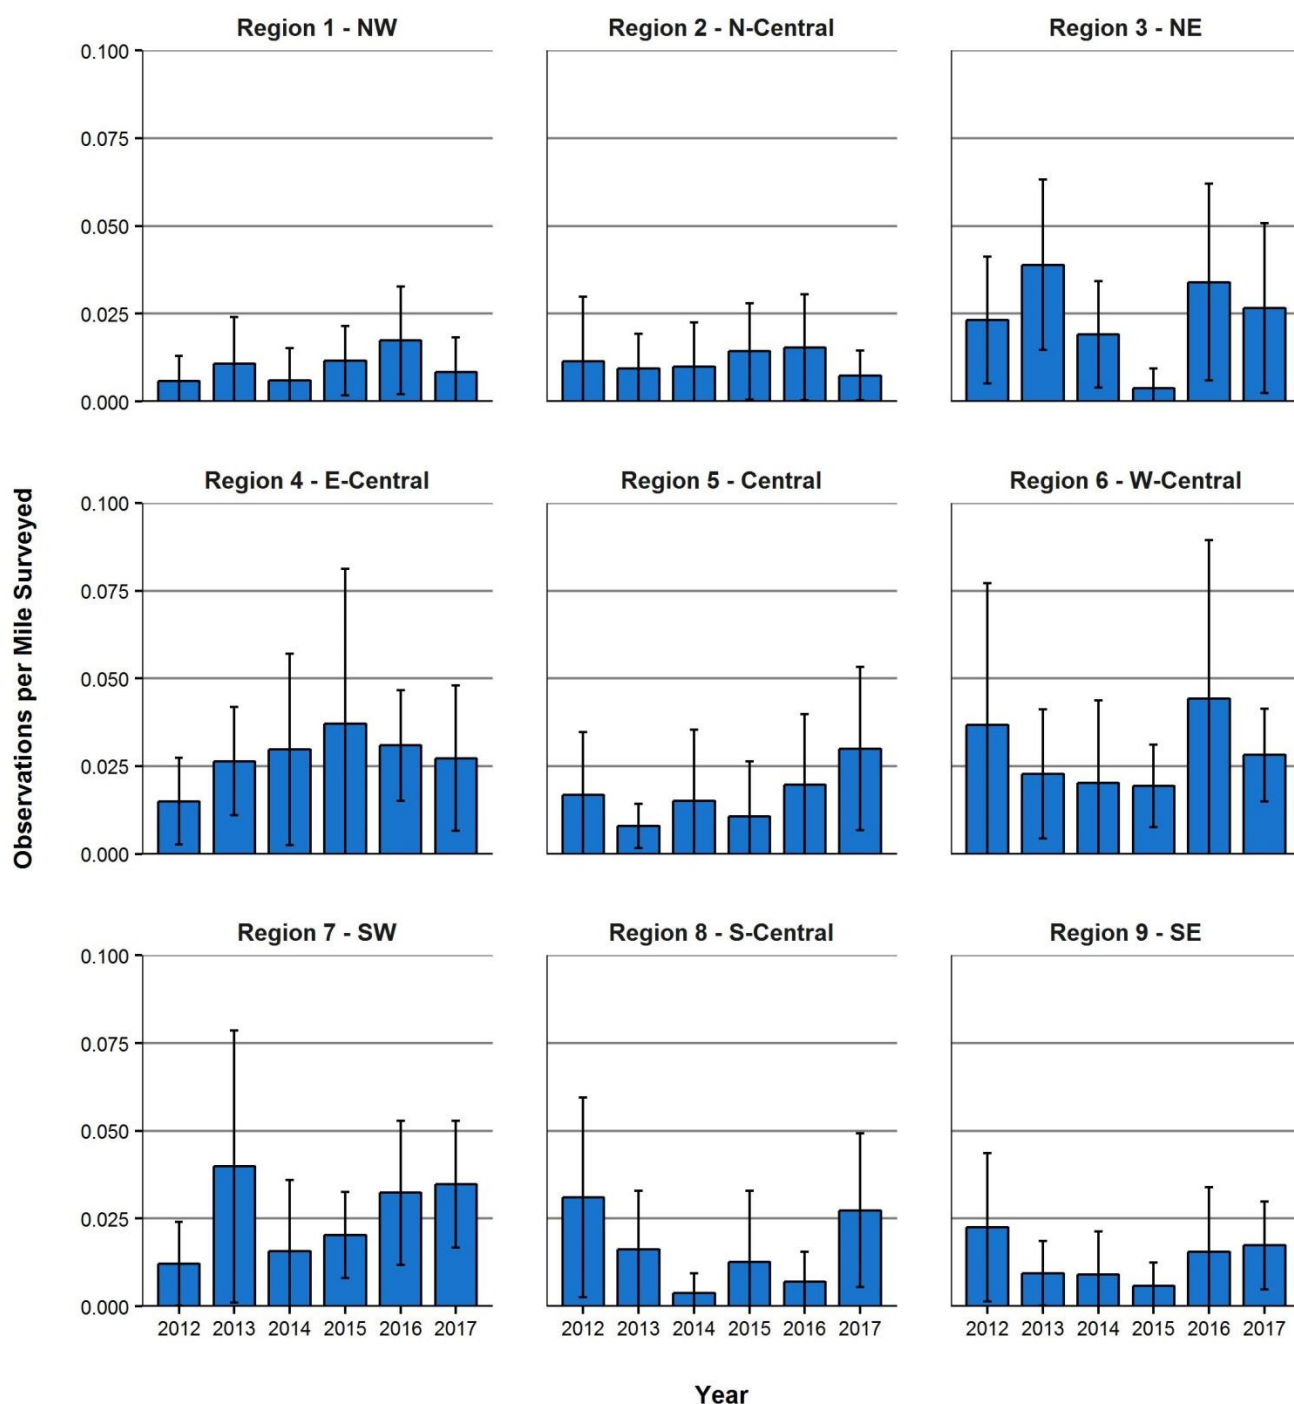 Region 1 - NW
Region 2 - N-Central
Region 3 - NE
0.100
0.075
0.050
0.025
0.000
Region 4 - E-Central
Region 5 - Central
Region 6 - W-Central
0.100
0.075
0.050
0.025
0.000
Observations per Mile Surveyed
Region 7 - SW
Region 8 - S-Central
Region 9 - SE
0.100
0.075
0.050
0.025
0.000
2012 2013 2014 2015 2016 2017
2012 2013 2014 2015 2016 2017
2012 2013 2014 2015 2016 2017
Year